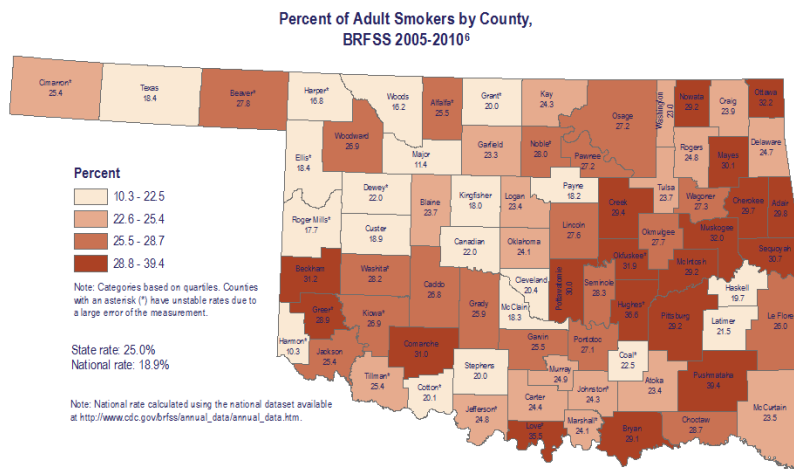 Percent of Adult Smokers by County,
BRFSS 2005-2010⁶
Cimarron*
25.4
Texas
18.4
Beaver*
27.8
Harper*
16.8
Woods
16.2
Alfalfa*
25.5
Grant*
20.0
Kay
24.3
Osage
27.2
Washington
23.0
Nowata
29.2
Craig
23.9
Ottawa
32.2
Ellis*
18.4
Woodward
26.9
Major
11.4
Garfield
23.3
Noble*
28.0
Pawnee
27.2
Rogers
24.8
Mayes
30.1
Delaware
24.7
Dewey*
22.0
Blaine
23.7
Kingfisher
18.0
Logan
23.4
Payne
18.2
Creek
29.4
Tulsa
23.7
Wagoner
27.3
Cherokee
29.7
Adair
29.8
Roger Mills*
17.7
Custer
18.9
Canadian
22.0
Oklahoma
24.1
Lincoln
27.6
Okmulgee
27.7
Muskogee
32.0
Sequoyah
30.7
Beckham
31.2
Washita*
28.2
Caddo
26.8
Grady
25.9
McClain
18.3
Cleveland
20.4
Pottawatomie
30.0
Seminole
28.3
Okfuskee*
31.9
McIntosh
29.2
Haskell
19.7
Greer*
28.9
Kiowa*
26.9
Comanche
31.0
Garvin
25.5
Pontotoc
27.1
Hughes*
36.6
Pittsburg
29.2
Latimer
21.5
Le Flore
26.0
Harmon*
10.3
Jackson
25.4
Tillman*
25.4
Cotton*
20.1
Stephens
20.0
Murray
24.9
Coal*
22.5
Johnston*
24.3
Atoka
23.4
Pushmataha
39.4
McCurtain
23.5
Jefferson*
24.8
Carter
24.4
Love*
Marshall*
24.1
Bryan
29.1
Choctaw
28.7
Percent
10.3 - 22.5
22.6 - 25.4
25.5 - 28.7
28.8 - 39.4
Note: Categories based on quartiles. Counties
with an asterisk (*) have unstable rates due to
a large error of the measurement.
State rate: 25.0%
National rate: 18.9%
Note: National rate calculated using the national dataset available
at http://www.cdc.gov/brfss/annual_data/annual_data.htm.